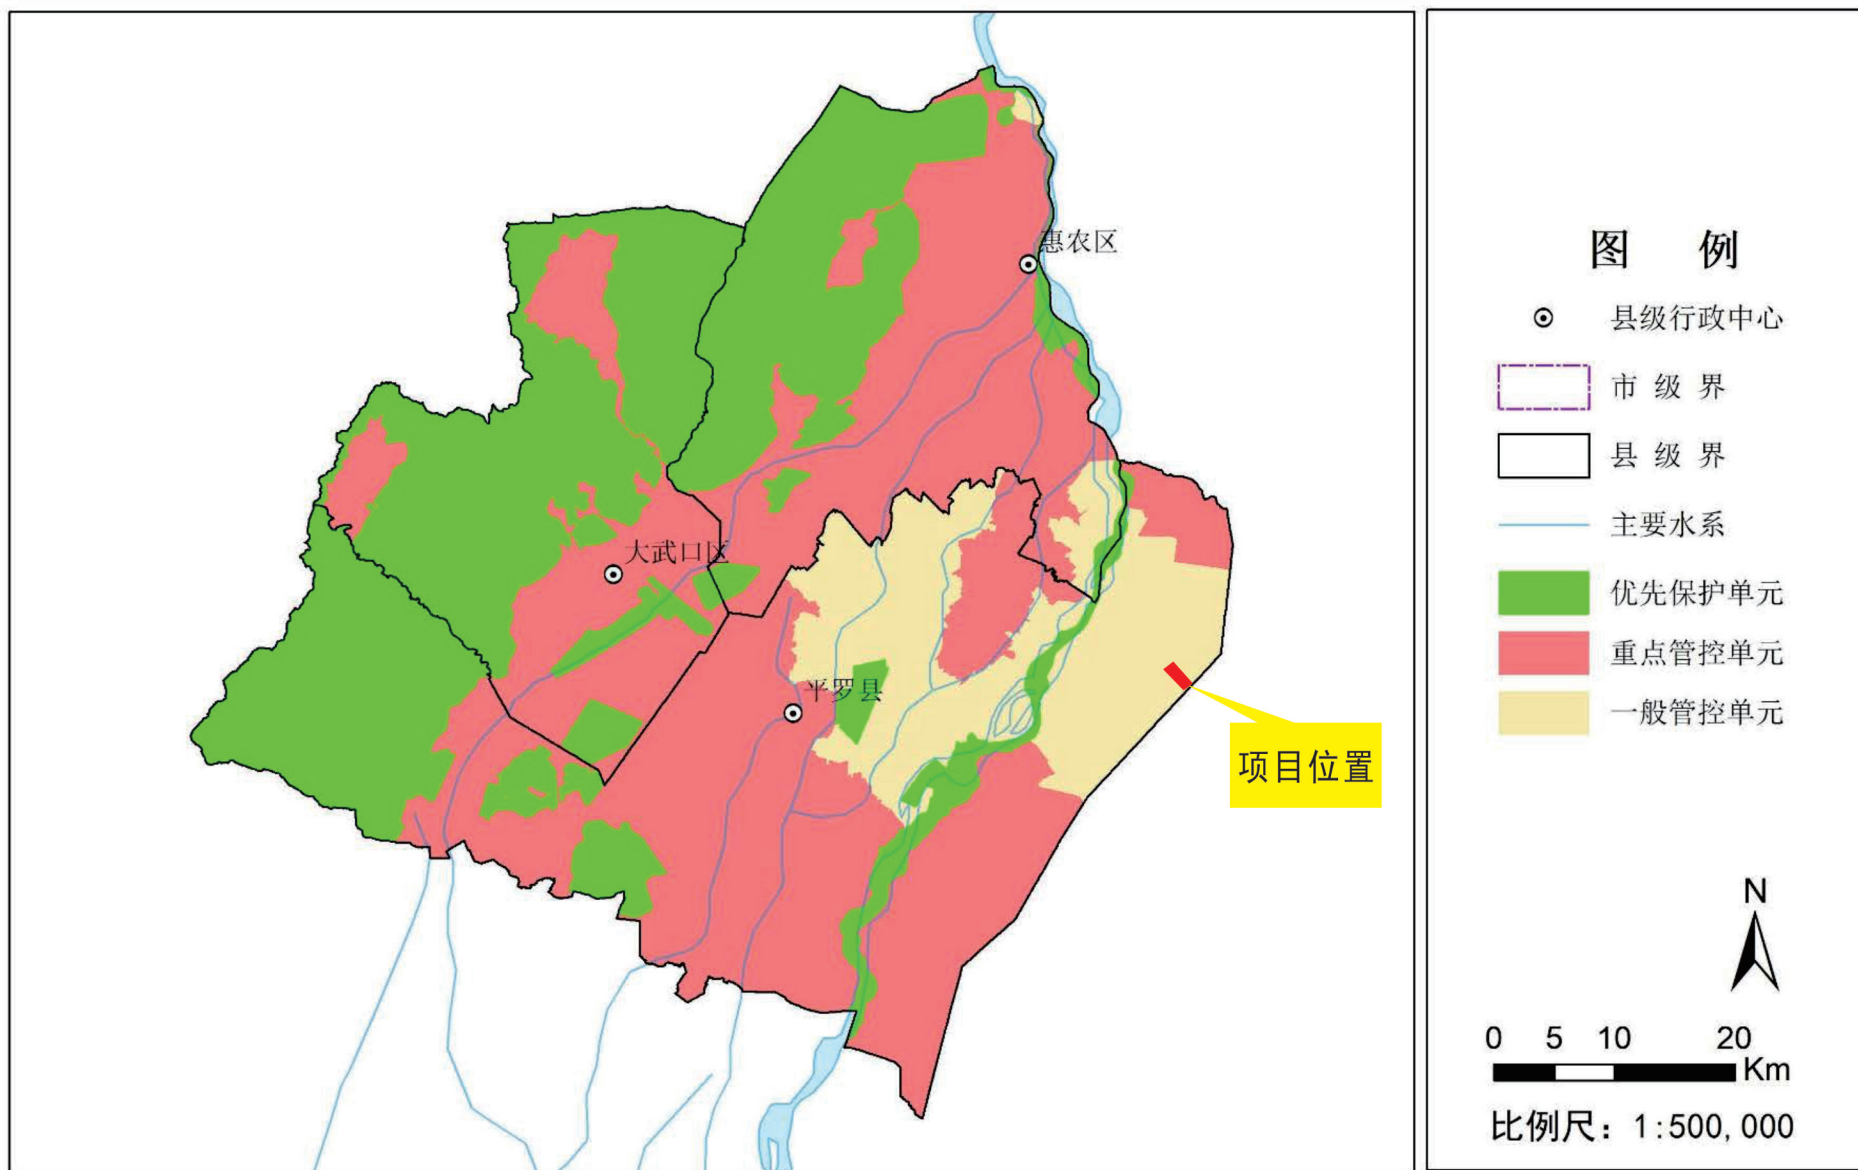 惠农区
大武口区
平罗县
项目位置
图 例
县级行政中心
市 级 界
县 级 界
主要水系
优先保护单元
重点管控单元
一般管控单元
N
0 5 10 20
Km
比例尺：1:500,000